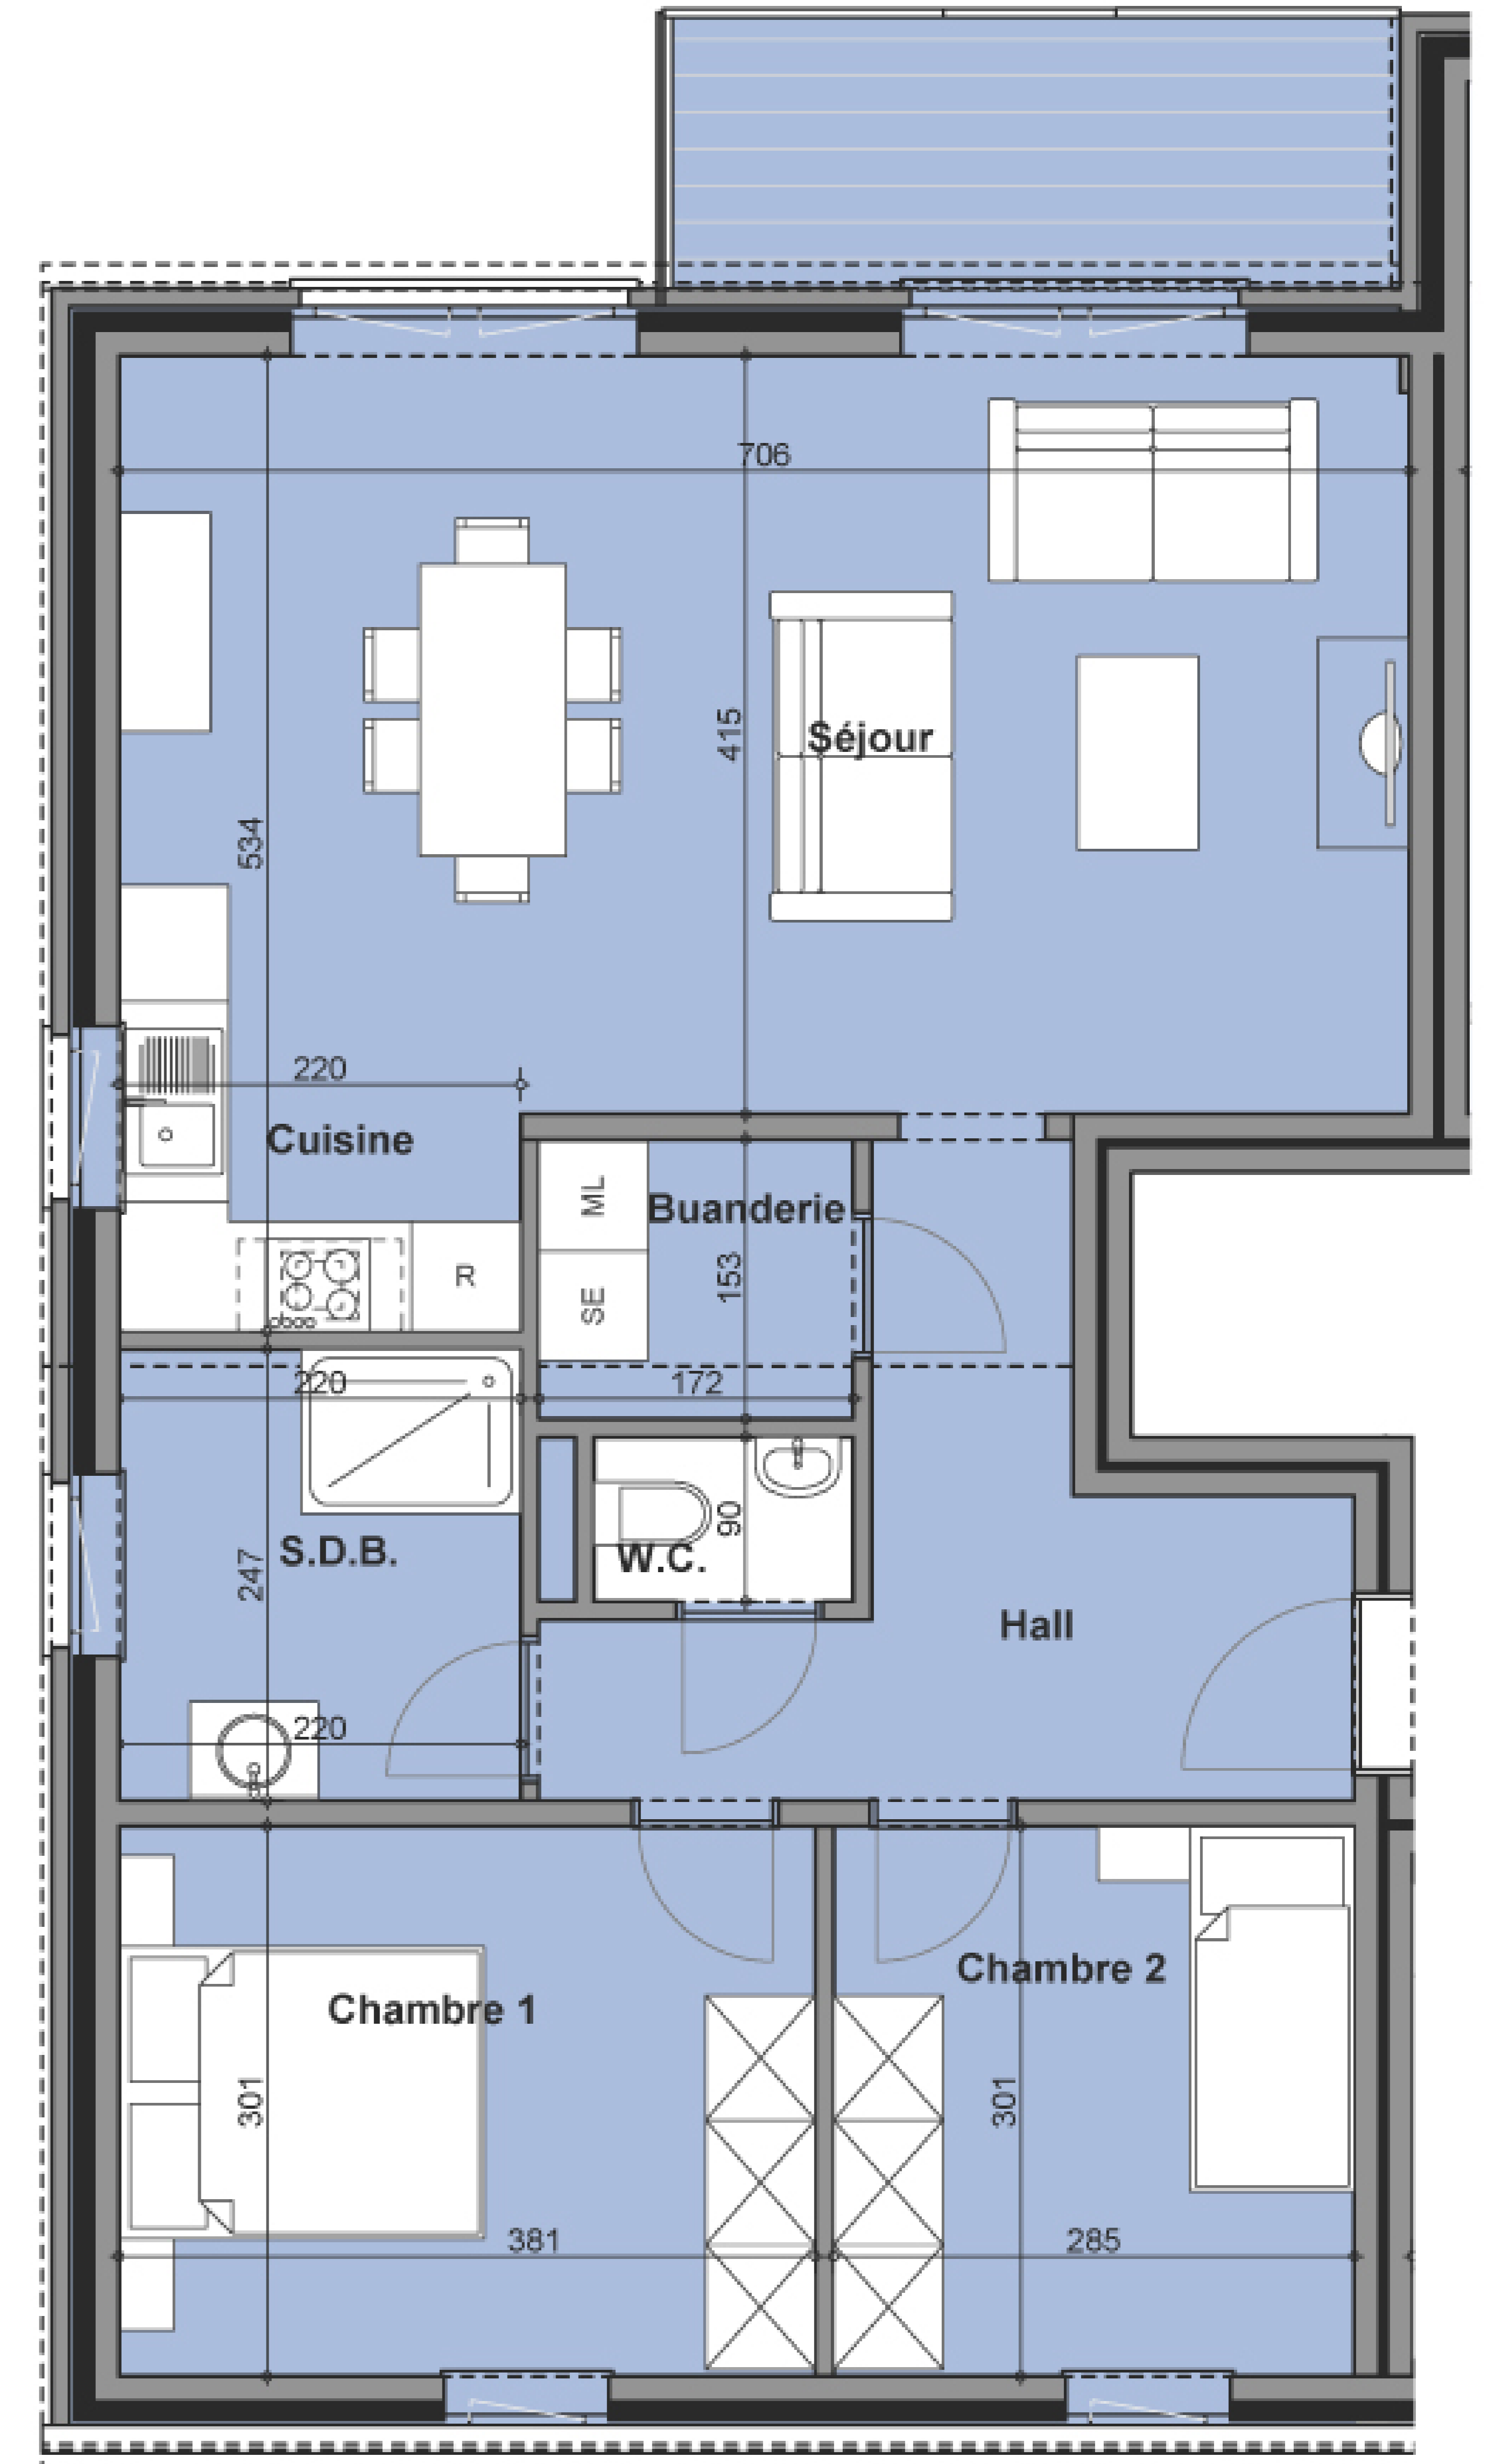 706
415
Séjour
534
220
Cuisine
ML
Buanderie
153
R
SE
220
172
90
S.D.B.
W.C.
247
Hall
220
Chambre 2
Chambre 1
301
301
381
285